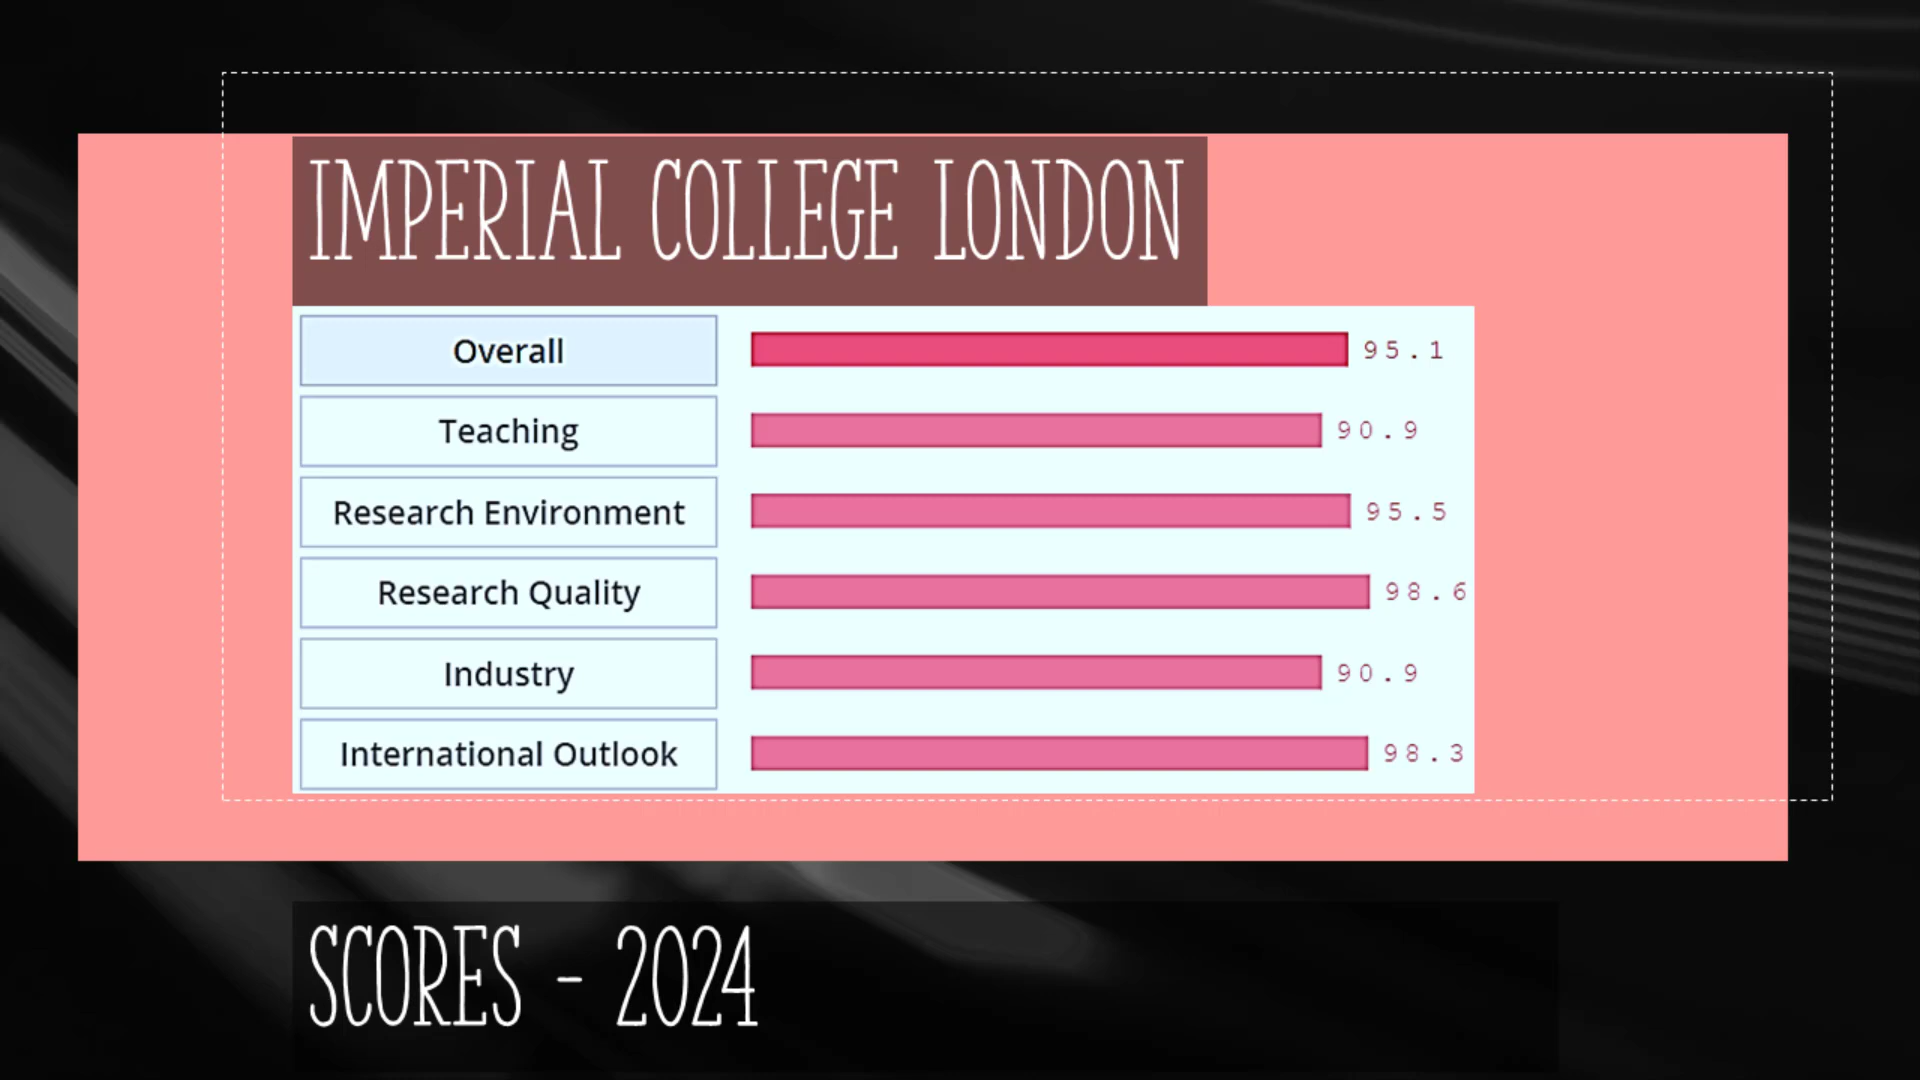 IMPERIAL COLLEGE LONDON
Overall 95.1
Teaching 90.9
Research Environment 95.5
Research Quality 98.6
Industry 90.9
International Outlook 98.3
SCORES - 2024